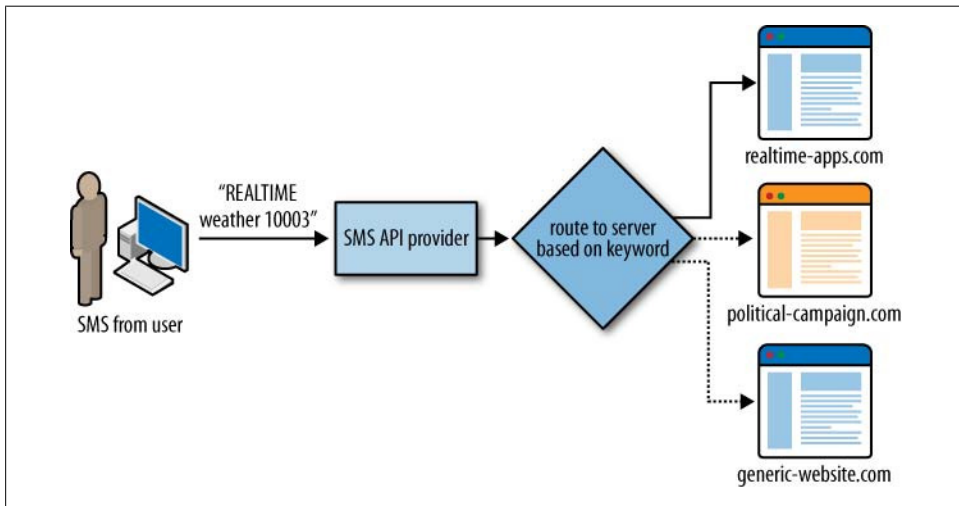 "REALTIME
weather 10003"
SMS from user
SMS API provider
route to server
based on keyword
realtime-apps.com
political-campaign.com
generic-website.com